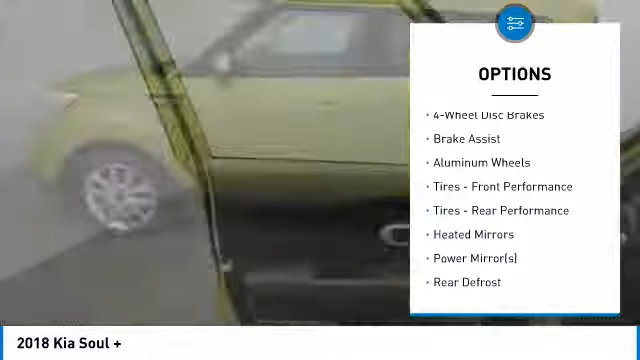 OPTIONS
· 4-Wheel Disc Brakes
· Brake Assist
· Aluminum Wheels
· Tires - Front Performance
· Tires - Rear Performance
· Heated Mirrors
· Power Mirror(s)
· Rear Defrost
2018 Kia Soul +